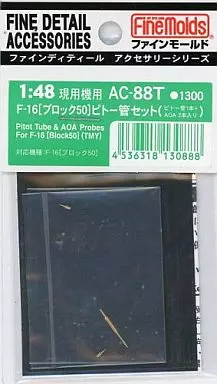 FINE DETAIL
ACCESSORIES
FineMolds
ファインモールド
ファインディティール アクセサリーシリーズ
1:48 現用機用 AC-88T ●1300
F-16[ブロック50]ピトー管セット(ピトー管1本 AOA 2本入り)
Pitot Tube & AOA Probes
For F-16 [Block50] (TMY)
対応機種:F-16[ブロック50]
4536318130888